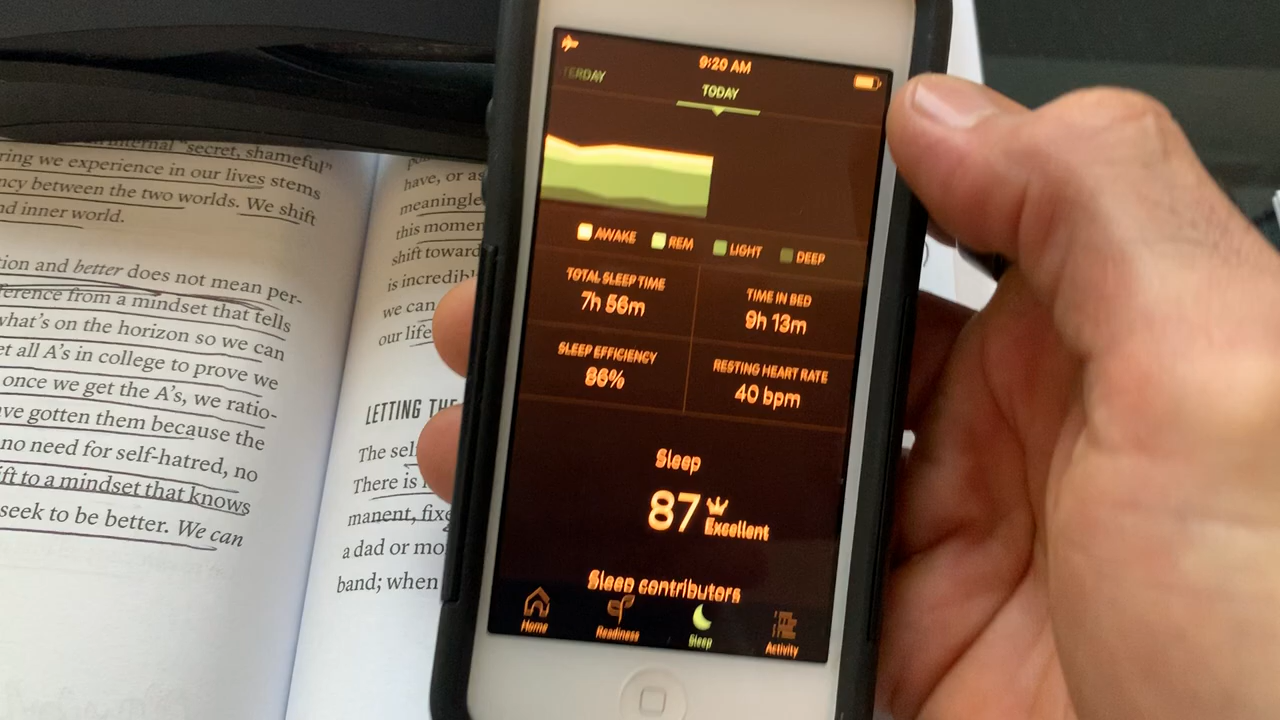 internal "secret, shameful"
ring we experience in our lives stems
ncy between the two worlds. We shift
nd inner world.
tion and better does not mean per-
ference from a mindset that tells
what's on the horizon so we can
et all A's in college to prove we
once we get the A's, we ratio-
ave gotten them because the
no need for self-hatred, no
ift to a mindset that knows
seek to be better. We can
have, or as
meaningle
this momen
shift toward
is incredibl
we can
our life
LETTING THE
The sel
There is
manent, fixe
a dad or mo
band; when
9:20 AM
TERDAY
TODAY
AWAKE REM LIGHT DEEP
TOTAL SLEEP TIME
7h 56m
TIME IN BED
9h 13m
SLEEP EFFICIENCY
86%
RESTING HEART RATE
40 bpm
Sleep
87 Excellent
Sleep contributors
Home Readiness Sleep Activity